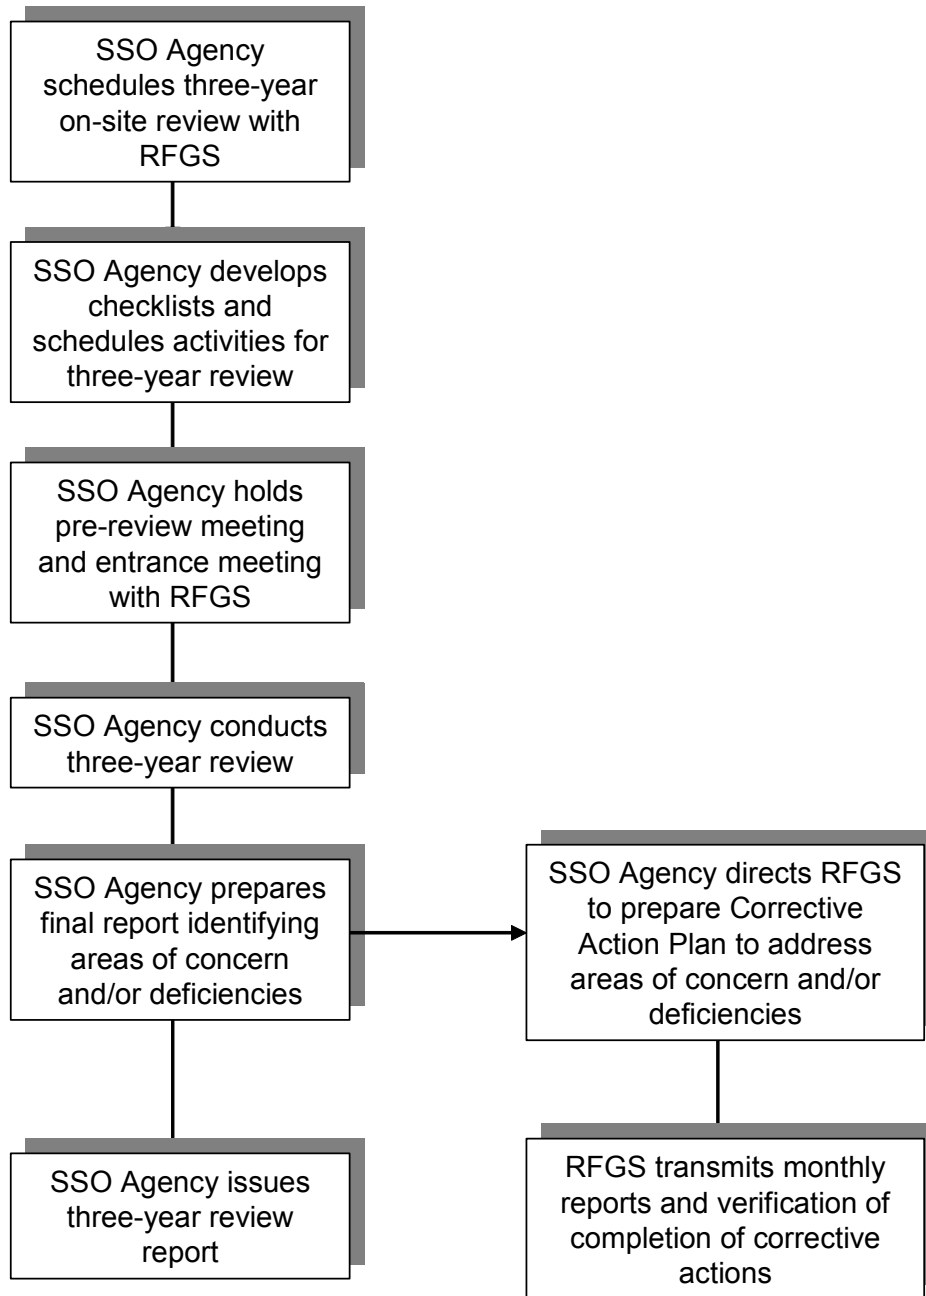 SSO Agency
schedules three-year
on-site review with
RFGS
SSO Agency develops
checklists and
schedules activities for
three-year review
SSO Agency holds
pre-review meeting
and entrance meeting
with RFGS
SSO Agency conducts
three-year review
SSO Agency prepares
final report identifying
areas of concern
and/or deficiencies
SSO Agency directs RFGS
to prepare Corrective
Action Plan to address
areas of concern and/or
deficiencies
SSO Agency issues
three-year review
report
RFGS transmits monthly
reports and verification of
completion of corrective
actions